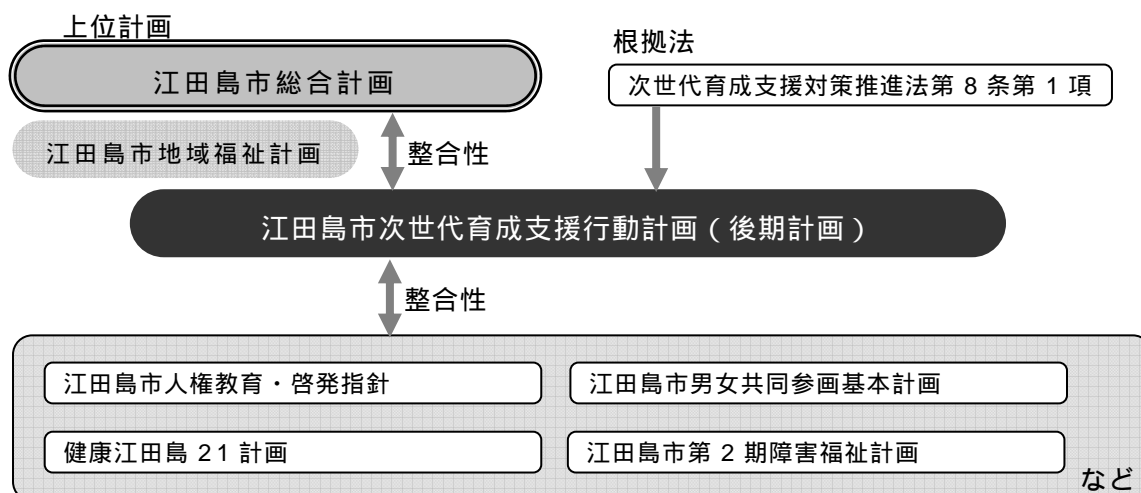 上位計画
江田島市総合計画
根拠法
次世代育成支援対策推進法第 8 条第 1 項
江田島市地域福祉計画
整合性
江田島市次世代育成支援行動計画（後期計画）
整合性
江田島市人権教育・啓発指針
江田島市男女共同参画基本計画
健康江田島 21 計画
江田島市第 2 期障害福祉計画
など